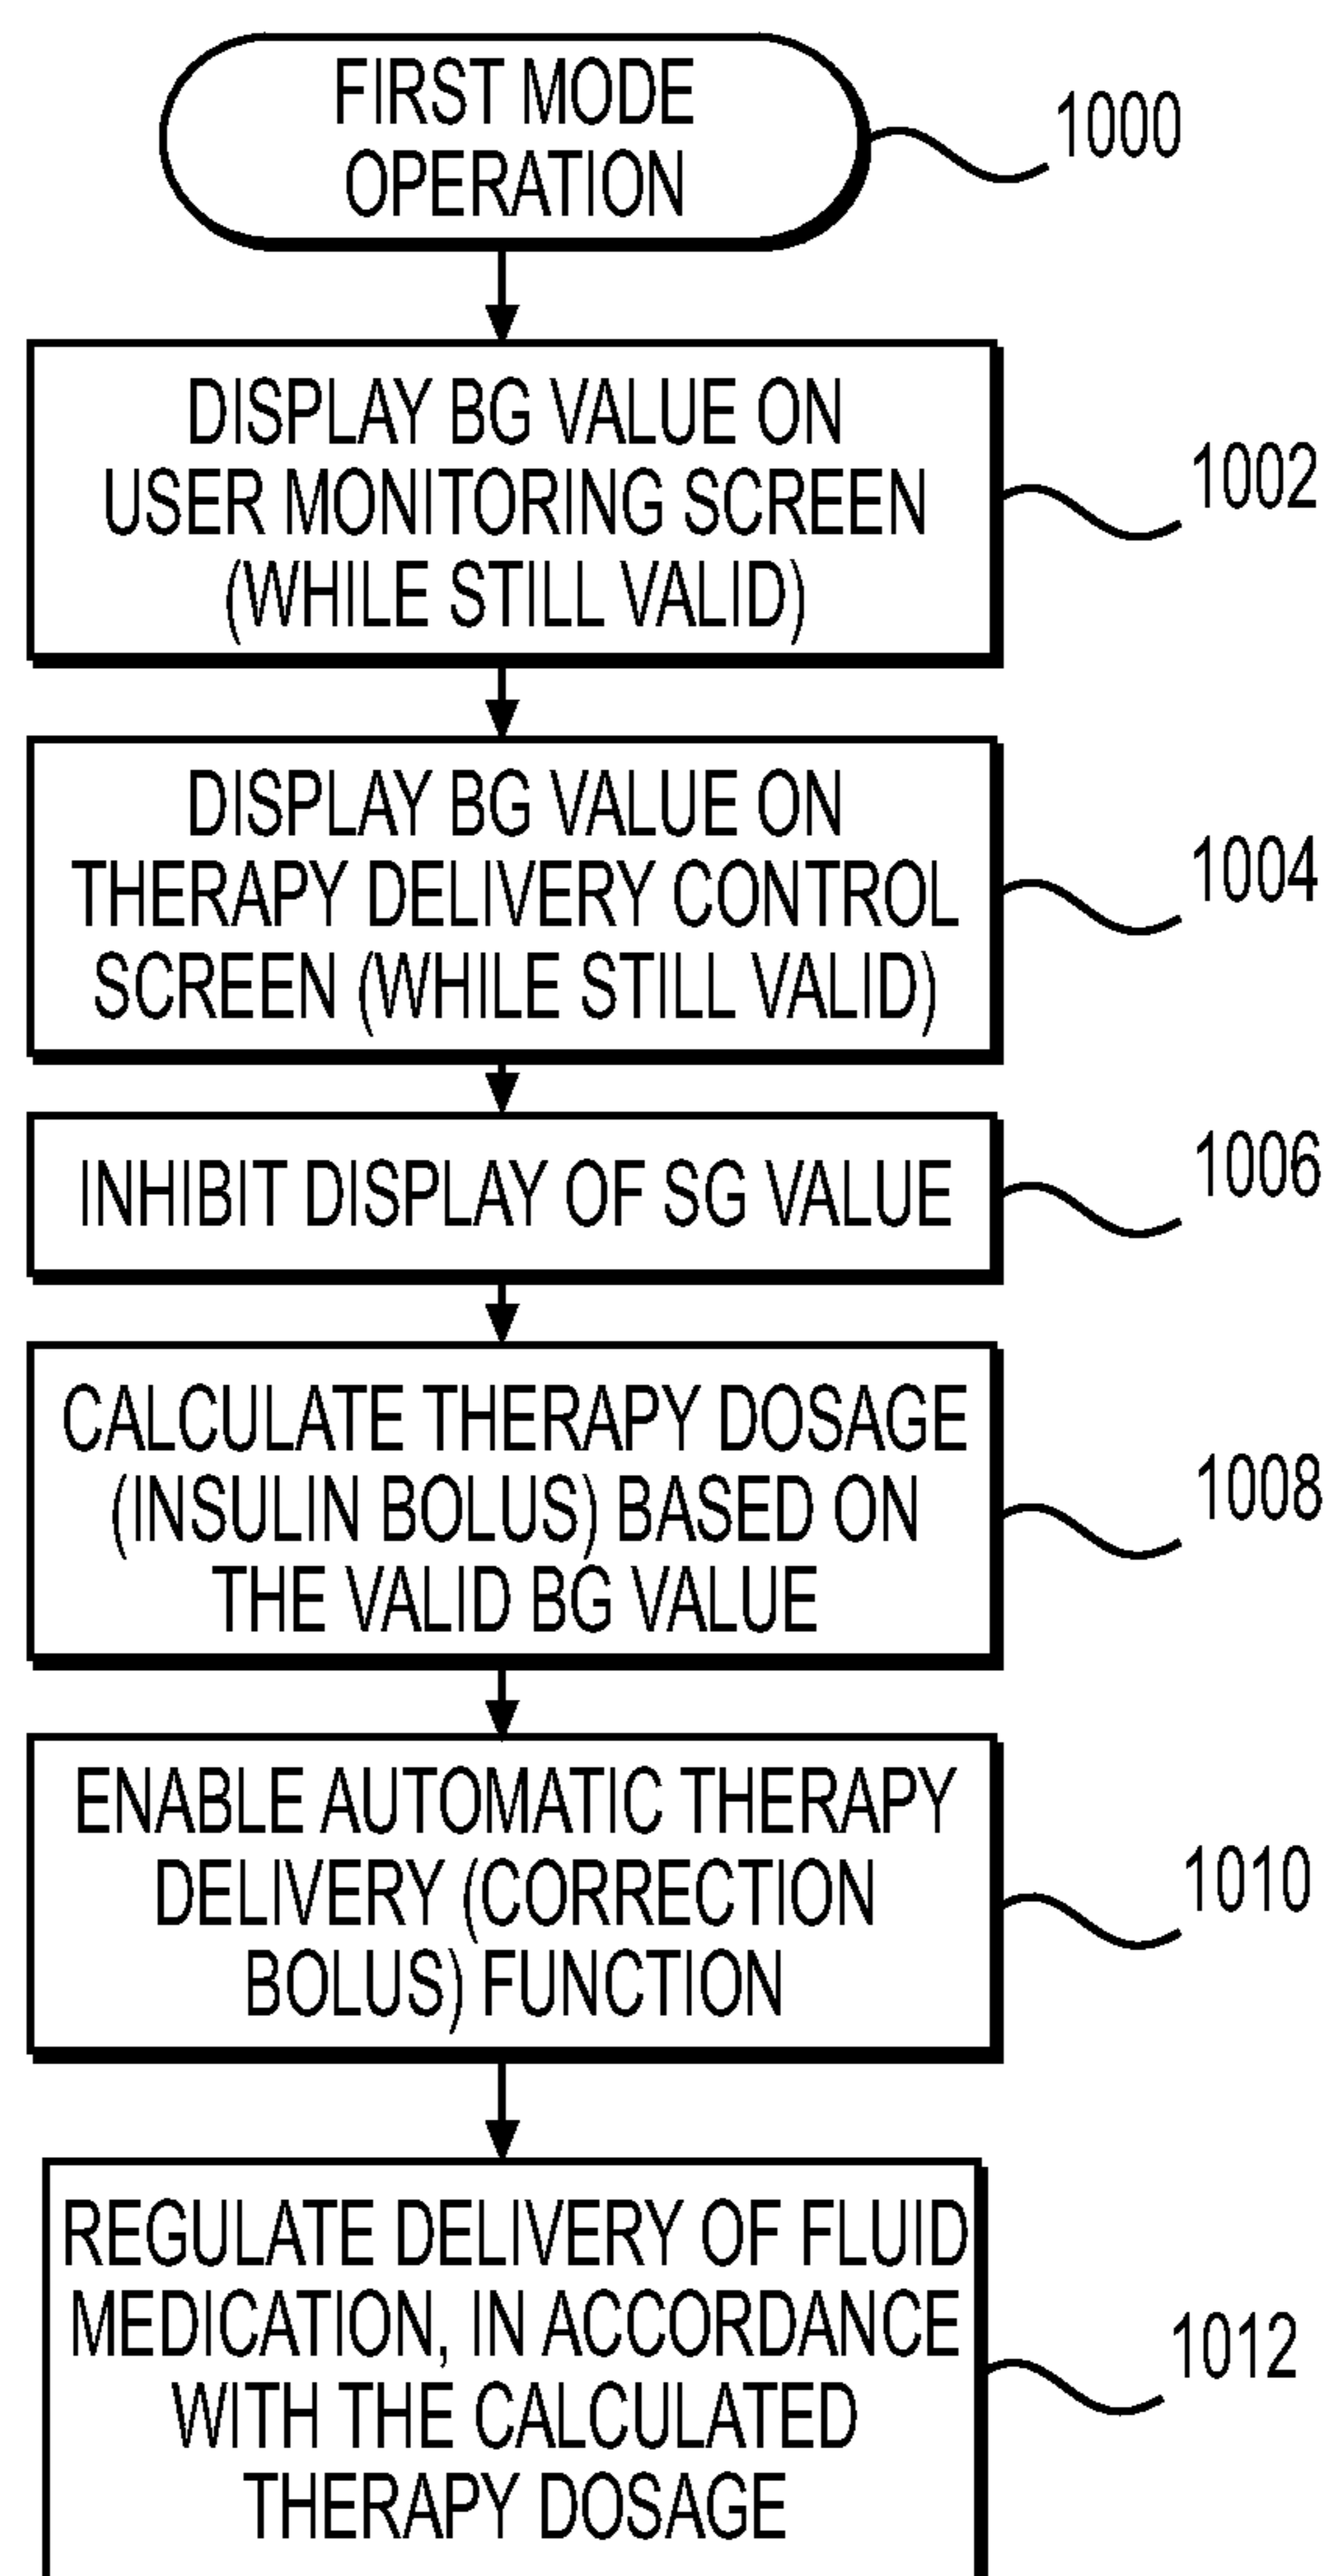 FIRST MODE
OPERATION
1000
DISPLAY BG VALUE ON
USER MONITORING SCREEN
(WHILE STILL VALID)
1002
DISPLAY BG VALUE ON
THERAPY DELIVERY CONTROL
SCREEN (WHILE STILL VALID)
1004
INHIBIT DISPLAY OF SG VALUE
1006
CALCULATE THERAPY DOSAGE
(INSULIN BOLUS) BASED ON
THE VALID BG VALUE
1008
ENABLE AUTOMATIC THERAPY
DELIVERY (CORRECTION
BOLUS) FUNCTION
1010
REGULATE DELIVERY OF FLUID
MEDICATION, IN ACCORDANCE
WITH THE CALCULATED
THERAPY DOSAGE
1012